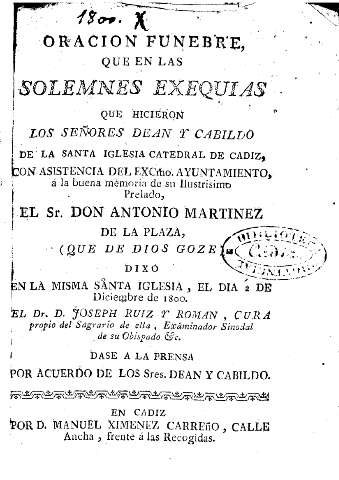 1800. X
ORACION FUNEBRE,
QUE EN LAS
SOLEMNES EXEQUIAS
QUE HICIERON
LOS SEÑORES DEAN Y CABILDO
DE LA SANTA IGLESIA CATEDRAL DE CADIZ,
CON ASISTENCIA DEL EXCmo. AYUNTAMIENTO,
á la buena memoria de su Ilustrisimo
Prelado,
EL Sr. DON ANTONIO MARTINEZ
DE LA PLAZA,
(QUE DE DIOS GOZE)
DIXO
EN LA MISMA SANTA IGLESIA, EL DIA 2 DE
Diciembre de 1800.
EL Dr. D. JOSEPH RUIZ Y ROMAN, CURA
propio del Sagrario de ella, Examinador Sinodal
de su Obispado &c.
DASE A LA PRENSA
POR ACUERDO DE LOS Sres. DEAN Y CABILDO.
EN CADIZ
POR D. MANUEL XIMENEZ CARREÑO, CALLE
Ancha, frente á las Recogidas.